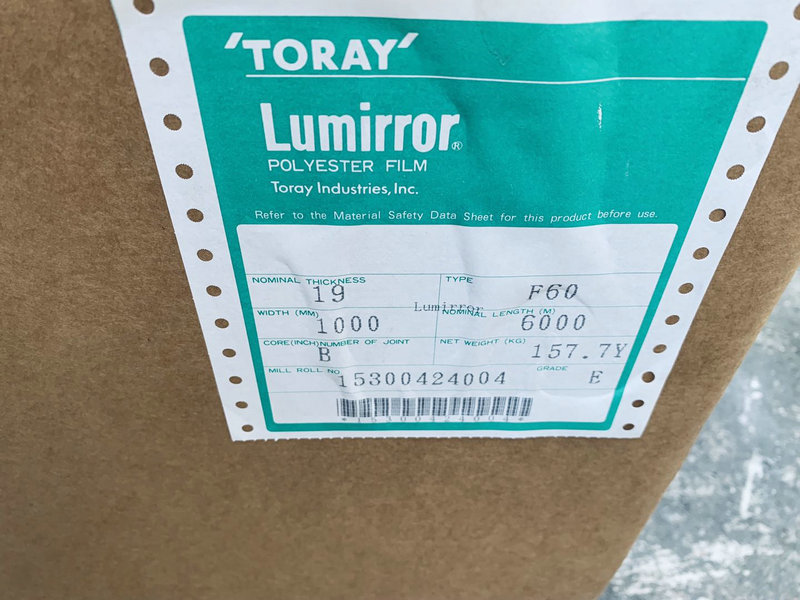 'TORAY'
Lumirror®
POLYESTER FILM
Toray Industries, Inc.
Refer to the Material Safety Data Sheet for this product before use.
NOMINAL THICKNESS TYPE
19 F60
Lumirror
WIDTH (MM) NOMINAL LENGTH (M)
1000 6000
CORE(INCH)NUMBER OF JOINT NET WEIGHT (KG)
B 157.7Y
MILL ROLL NO. GRADE
15300424004 E
*15300424004*